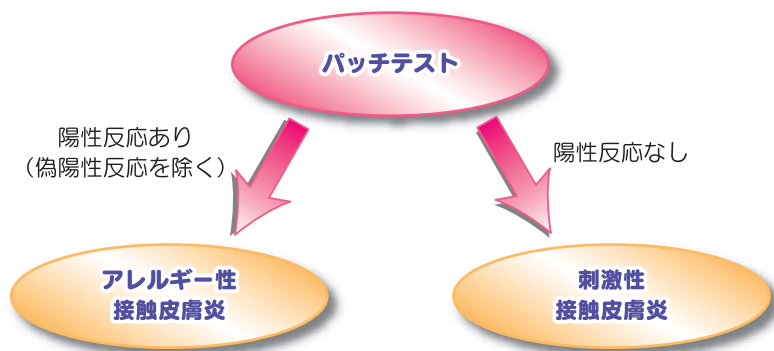 パッチテスト
陽性反応あり
（偽陽性反応を除く）
陽性反応なし
アレルギー性
接触皮膚炎
刺激性
接触皮膚炎